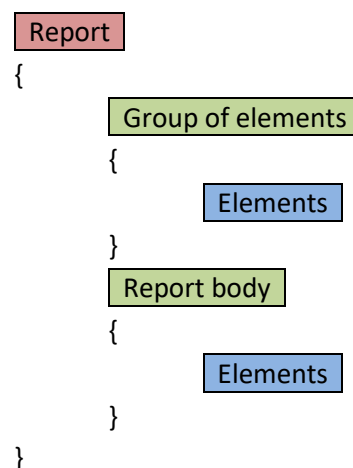 Report
{
Group of elements
{
Elements
}
Report body
{
Elements
}
}